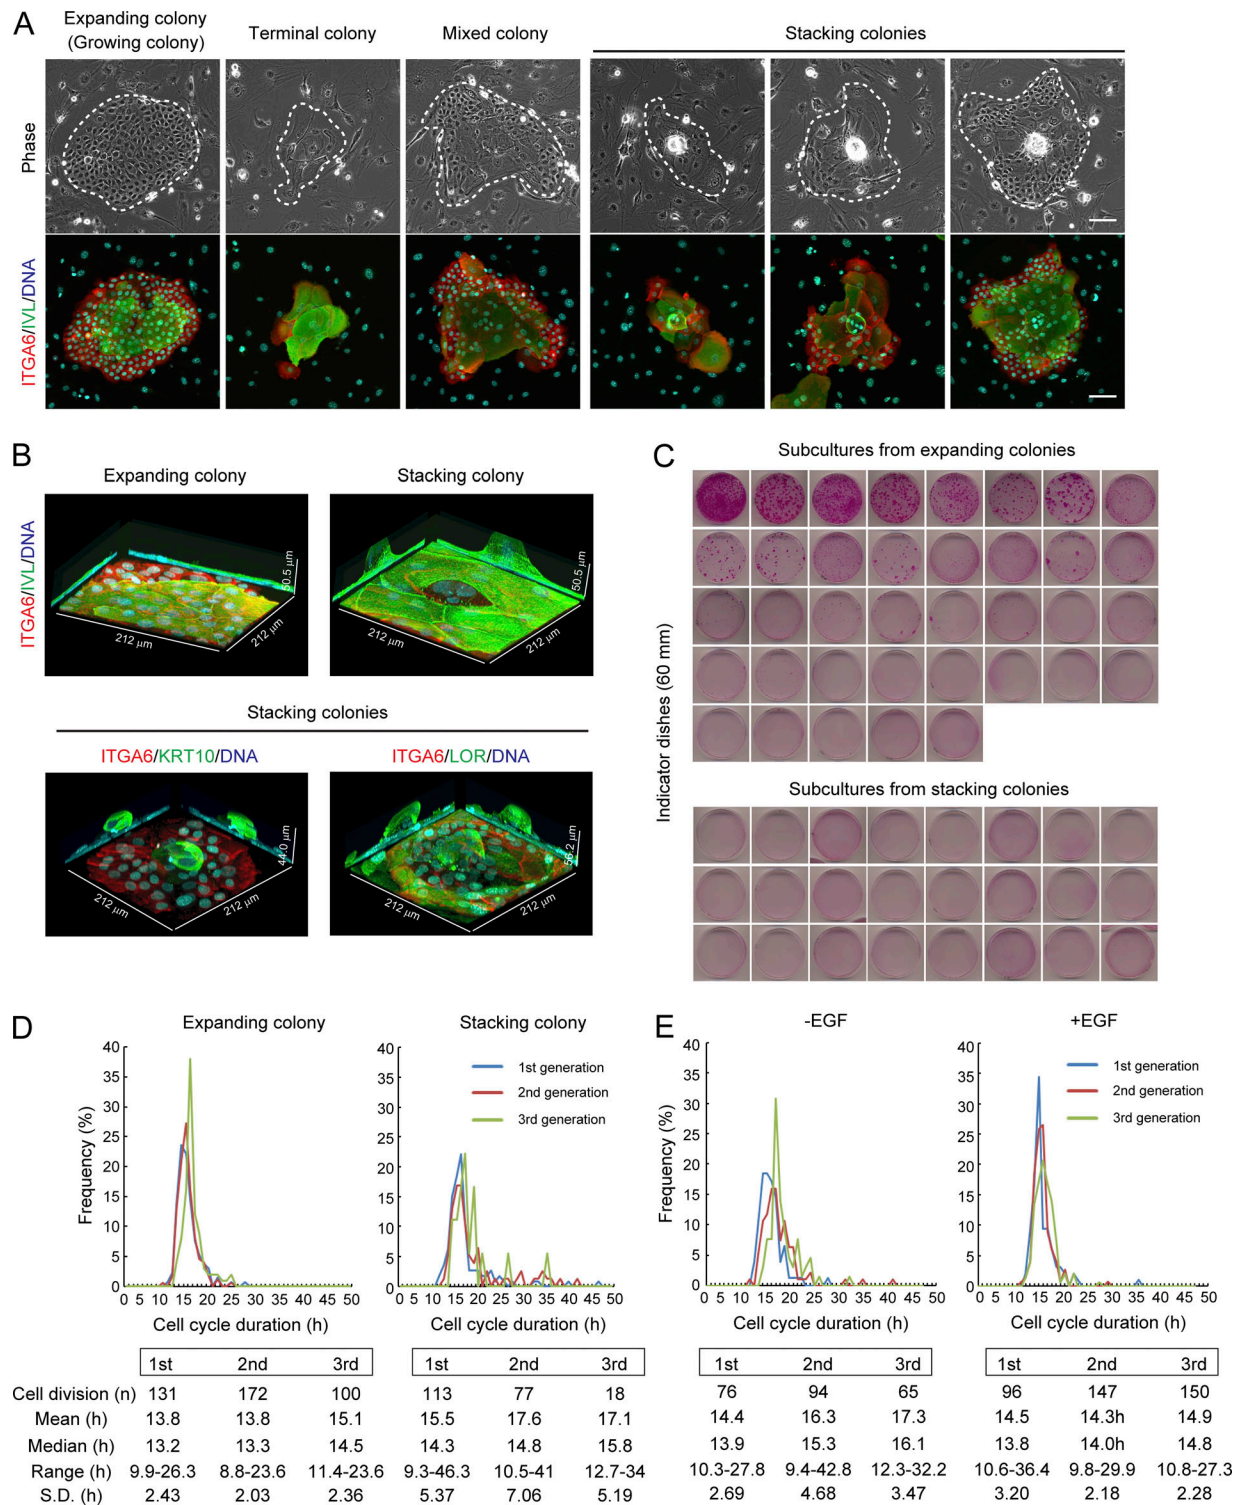 A
Expanding colony
(Growing colony)
Terminal colony
Mixed colony
Stacking colonies
Phase
ITGA6/IVL/DNA
B
Expanding colony
Stacking colony
ITGA6/IVL/DNA
50.5 µm
212 µm
212 µm
50.5 µm
212 µm
212 µm
Stacking colonies
ITGA6/KRT10/DNA
ITGA6/LOR/DNA
44.0 µm
212 µm
212 µm
56.2 µm
212 µm
212 µm
C
Subcultures from expanding colonies
Indicator dishes (60 mm)
Subcultures from stacking colonies
D
Expanding colony
Stacking colony
Frequency (%)
40
35
30
25
20
15
10
5
0
0 5 10 15 20 25 30 35 40 45 50
Cell cycle duration (h)
40
35
30
25
20
15
10
5
0
1st generation
2nd generation
3rd generation
0 5 10 15 20 25 30 35 40 45 50
Cell cycle duration (h)
1st 2nd 3rd 1st 2nd 3rd
Cell division (n) 131 172 100 113 77 18
Mean (h) 13.8 13.8 15.1 15.5 17.6 17.1
Median (h) 13.2 13.3 14.5 14.3 14.8 15.8
Range (h) 9.9-26.3 8.8-23.6 11.4-23.6 9.3-46.3 10.5-41 12.7-34
S.D. (h) 2.43 2.03 2.36 5.37 7.06 5.19
E
-EGF
+EGF
Frequency (%)
40
35
30
25
20
15
10
5
0
0 5 10 15 20 25 30 35 40 45 50
Cell cycle duration (h)
40
35
30
25
20
15
10
5
0
1st generation
2nd generation
3rd generation
0 5 10 15 20 25 30 35 40 45 50
Cell cycle duration (h)
1st 2nd 3rd 1st 2nd 3rd
76 94 65 96 147 150
14.4 16.3 17.3 14.5 14.3h 14.9
13.9 15.3 16.1 13.8 14.0h 14.8
10.3-27.8 9.4-42.8 12.3-32.2 10.6-36.4 9.8-29.9 10.8-27.3
2.69 4.68 3.47 3.20 2.18 2.28